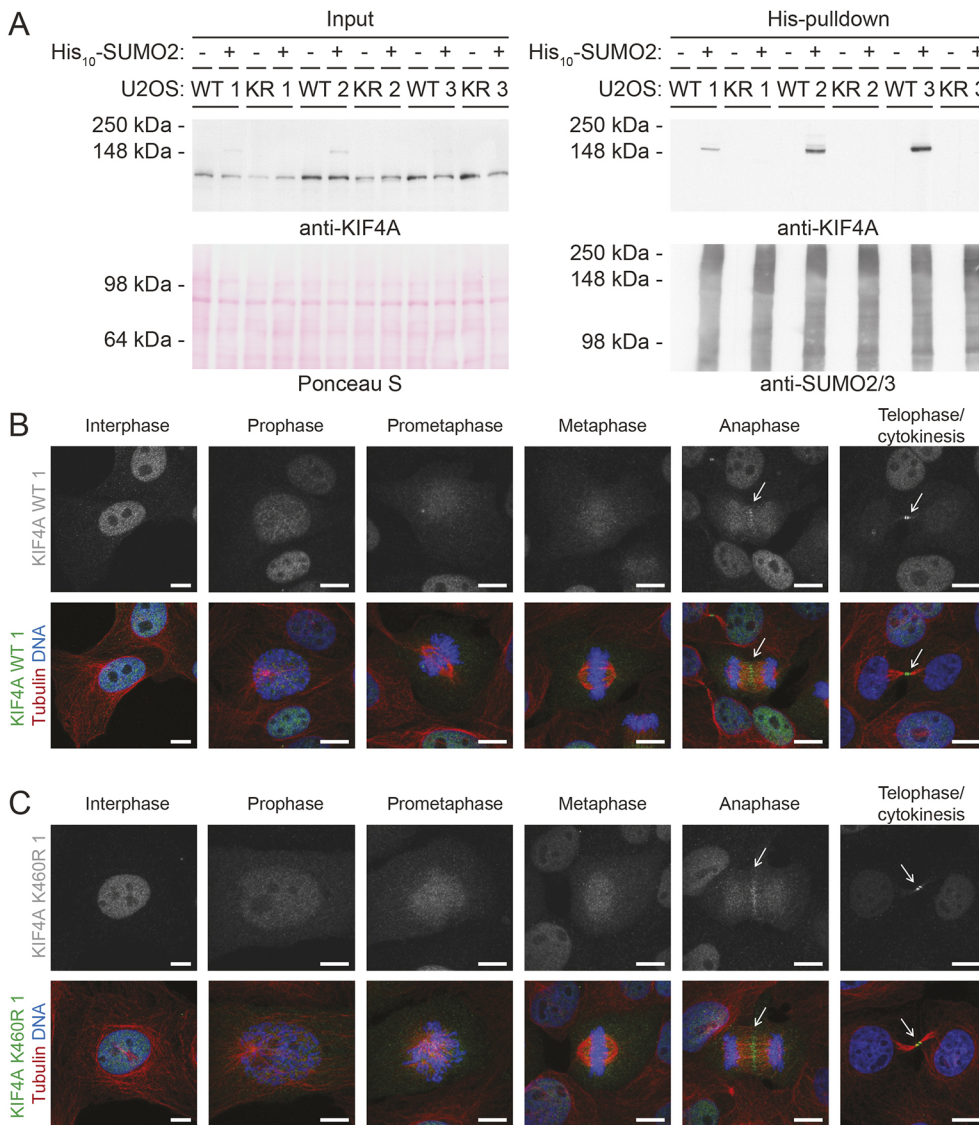 A
Input
His-pulldown
His10-SUMO2: - + - + - + - + - + - +
His10-SUMO2: - + - + - + - + - + -
U2OS: WT 1 KR 1 WT 2 KR 2 WT 3 KR 3
U2OS: WT 1 KR 1 WT 2 KR 2 WT 3 KR 3
250 kDa -
148 kDa -
250 kDa -
148 kDa -
anti-KIF4A
anti-KIF4A
98 kDa -
64 kDa -
250 kDa -
148 kDa -
98 kDa -
Ponceau S
anti-SUMO2/3
B
Interphase
Prophase
Prometaphase
Metaphase
Anaphase
Telophase/
cytokinesis
KIF4A WT 1
KIF4A WT 1
Tubulin DNA
C
Interphase
Prophase
Prometaphase
Metaphase
Anaphase
Telophase/
cytokinesis
KIF4A K460R 1
KIF4A K460R 1
Tubulin DNA